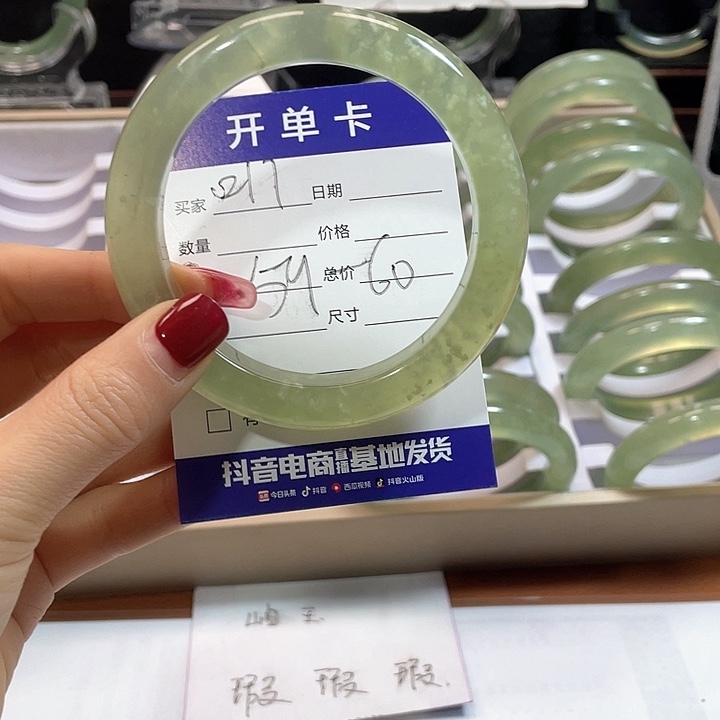 开单卡
买家 217 日期
数量 价格
54 总价 60
尺寸
抖音电商直播基地发货
今日头条 抖音 西瓜视频 抖音火山版
岫玉
瑕 瑕 瑕.